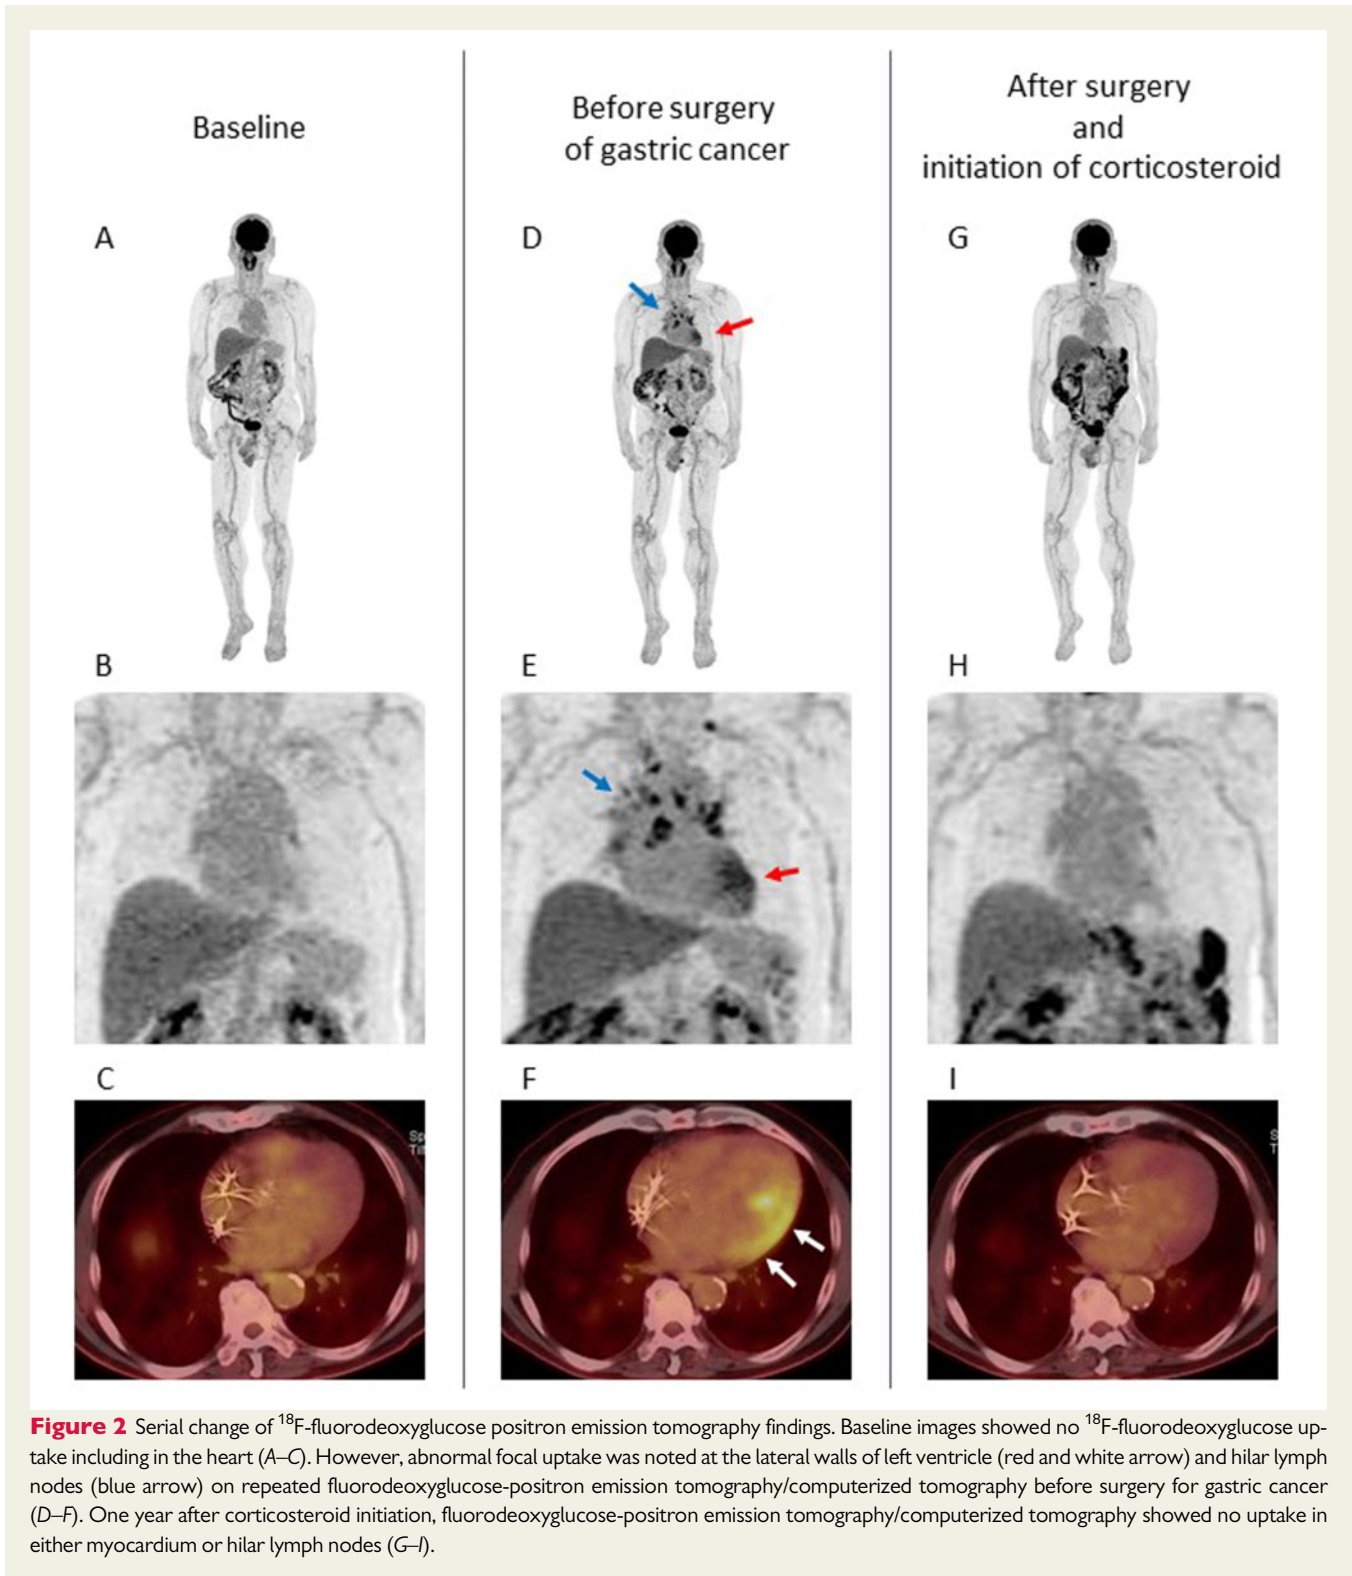 Baseline
Before surgery
of gastric cancer
After surgery
and
initiation of corticosteroid
A
D
G
B
E
H
C
F
I
Sp
S
T
Figure 2 Serial change of ¹⁸F-fluorodeoxyglucose positron emission tomography findings. Baseline images showed no ¹⁸F-fluorodeoxyglucose up-
take including in the heart (A–C). However, abnormal focal uptake was noted at the lateral walls of left ventricle (red and white arrow) and hilar lymph
nodes (blue arrow) on repeated fluorodeoxyglucose-positron emission tomography/computerized tomography before surgery for gastric cancer
(D–F). One year after corticosteroid initiation, fluorodeoxyglucose-positron emission tomography/computerized tomography showed no uptake in
either myocardium or hilar lymph nodes (G–I).